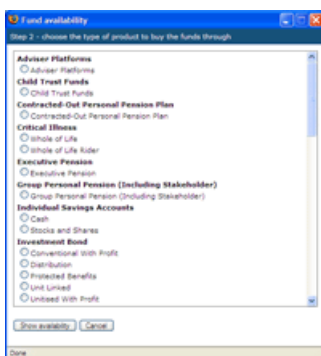 Fund availability
Step 2 - choose the type of product to buy the funds through
Adviser Platforms
Adviser Platforms
Child Trust Funds
Child Trust Funds
Contracted-Out Personal Pension Plan
Contracted-Out Personal Pension Plan
Critical Illness
Whole of Life
Whole of Life Rider
Executive Pension
Executive Pension
Group Personal Pension (Including Stakeholder)
Group Personal Pension (Including Stakeholder)
Individual Savings Accounts
Cash
Stocks and Shares
Investment Bond
Conventional With Profit
Distribution
Protected Benefits
Unit Linked
Unitised With Profit
Show availability Cancel
Done